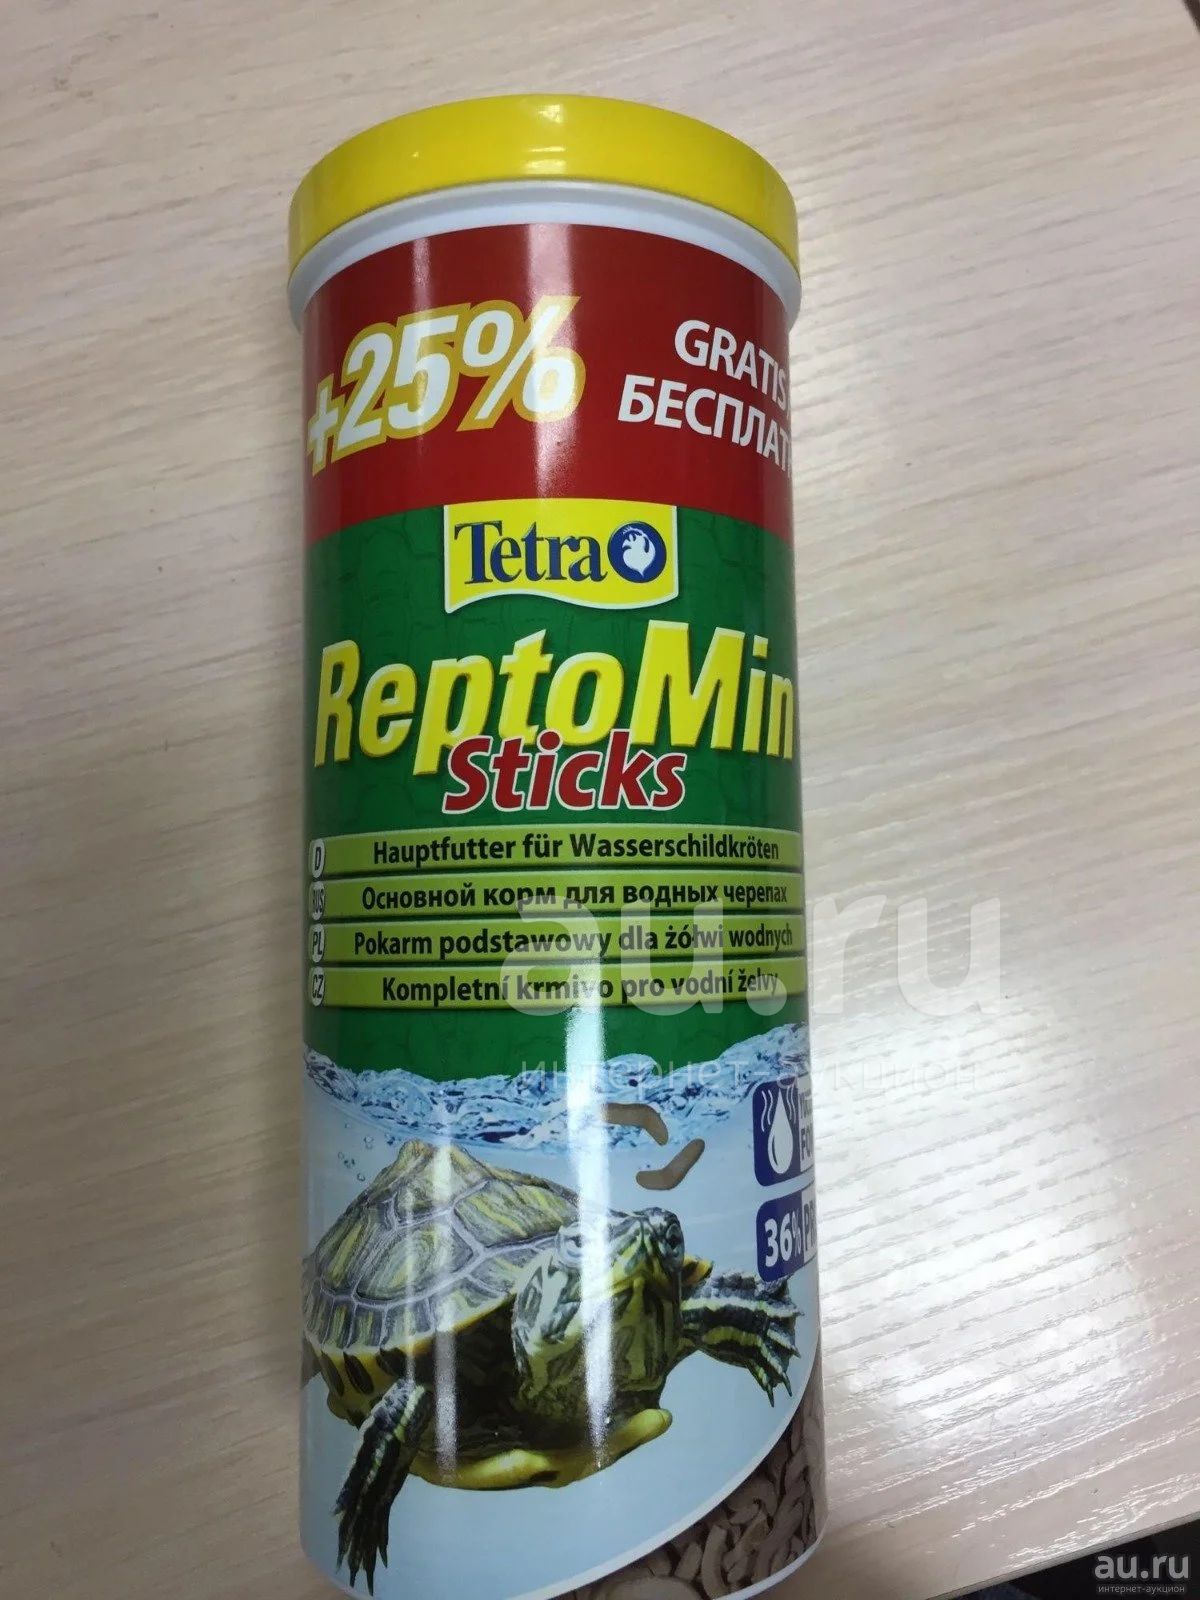 +25%
GRATIS
Tetra
ReptoMin
Sticks
D Hauptfutter für Wasserschildkröten
RUS Основной корм для водных черепах
PL Pokarm podstawowy dla żółwi wodnych
CZ Kompletní krmivo pro vodní želvy
au.ru
интернет-аукцион
36%
au.ru
интернет-аукцион